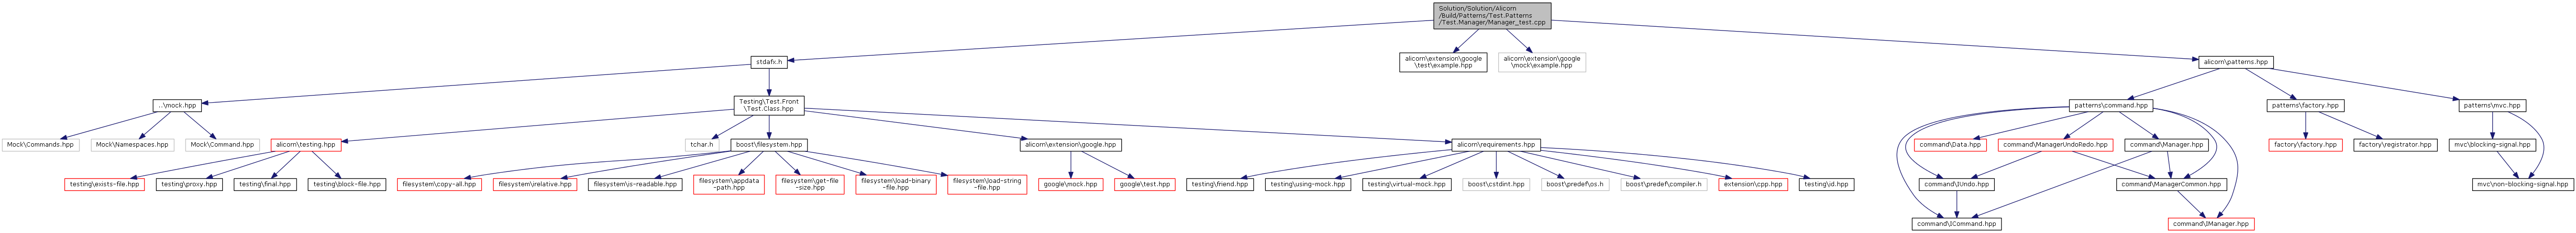 Solution/Solution/Alicorn
/Build/Patterns/Test.Patterns
/Test.Manager/Manager_test.cpp
stdafx.h
alicorn\extension\google
\test\example.hpp
alicorn\extension\google
\mock\example.hpp
alicorn\patterns.hpp
..\mock.hpp
Testing\Test.Front
\Test.Class.hpp
patterns\command.hpp
patterns\factory.hpp
patterns\mvc.hpp
Mock\Commands.hpp
Mock\Namespaces.hpp
Mock\Command.hpp
alicorn\testing.hpp
tchar.h
boost\filesystem.hpp
alicorn\extension\google.hpp
alicorn\requirements.hpp
command\Data.hpp
command\ManagerUndoRedo.hpp
command\Manager.hpp
factory\factory.hpp
factory\registrator.hpp
mvc\blocking-signal.hpp
testing\exists-file.hpp
testing\proxy.hpp
testing\final.hpp
testing\block-file.hpp
filesystem\copy-all.hpp
filesystem\relative.hpp
filesystem\is-readable.hpp
filesystem\appdata
-path.hpp
filesystem\get-file
-size.hpp
filesystem\load-binary
-file.hpp
filesystem\load-string
-file.hpp
google\mock.hpp
google\test.hpp
testing\friend.hpp
testing\using-mock.hpp
testing\virtual-mock.hpp
boost\cstdint.hpp
boost\predef\os.h
boost\predef\compiler.h
extension\cpp.hpp
testing\id.hpp
command\IUndo.hpp
command\ManagerCommon.hpp
mvc\non-blocking-signal.hpp
command\ICommand.hpp
command\IManager.hpp